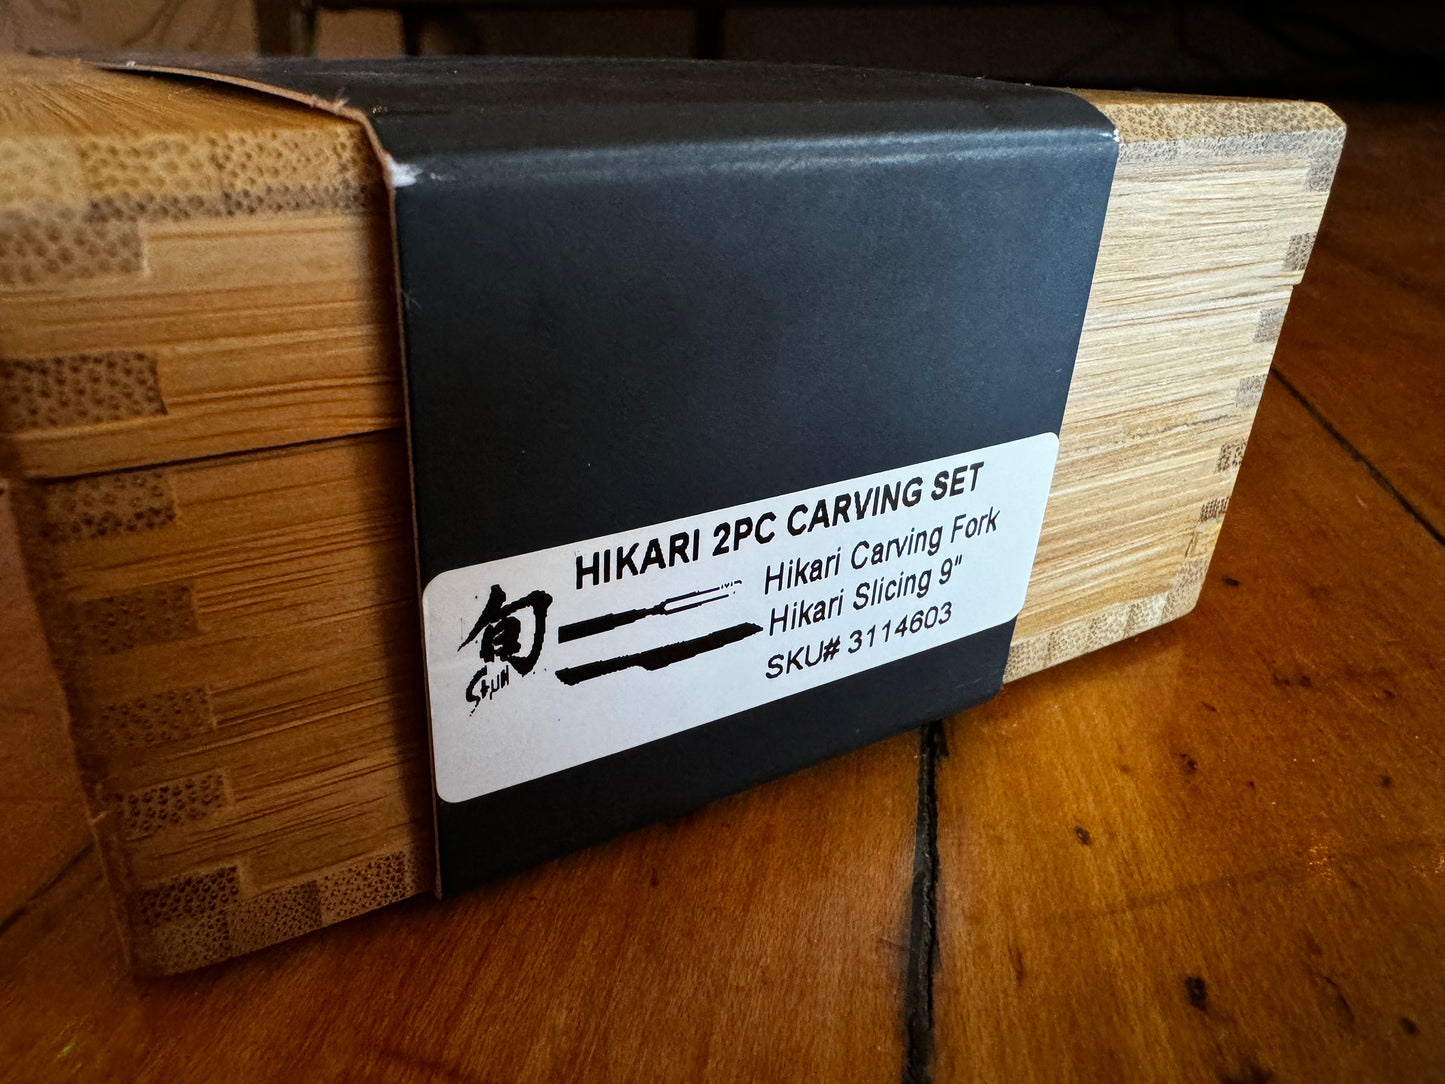 HIKARI 2PC CARVING SET
旬
SHUN
Hikari Carving Fork
Hikari Slicing 9"
SKU# 3114603